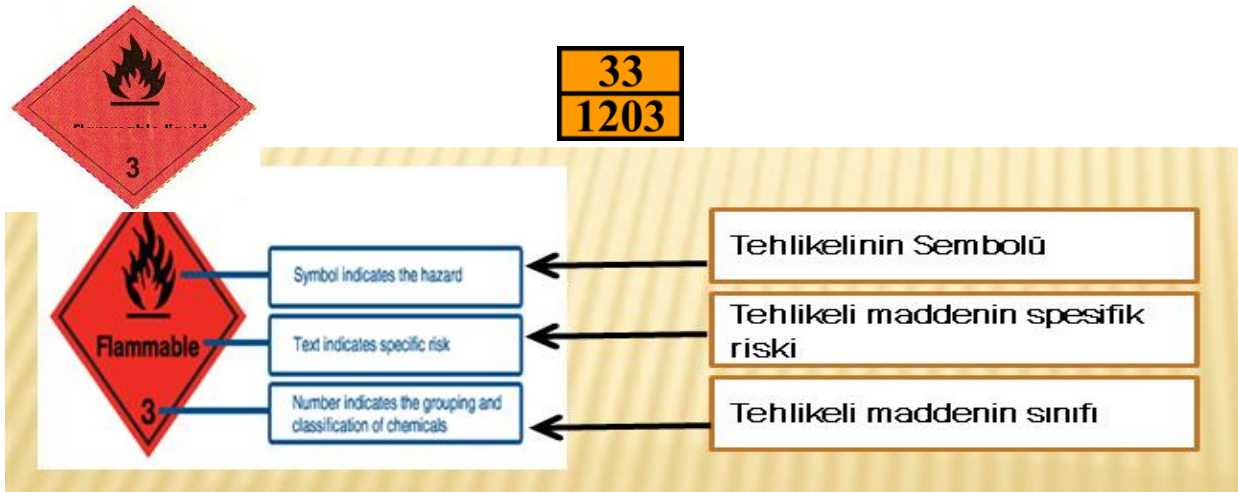 3
33
1203
Flammable
3
Symbol indicates the hazard
Text indicates specific risk
Number indicates the grouping and
classification of chemicals
Tehlikelinin Sembolü
Tehlikeli maddenin spesifik
riski
Tehlikeli maddenin sınıfı